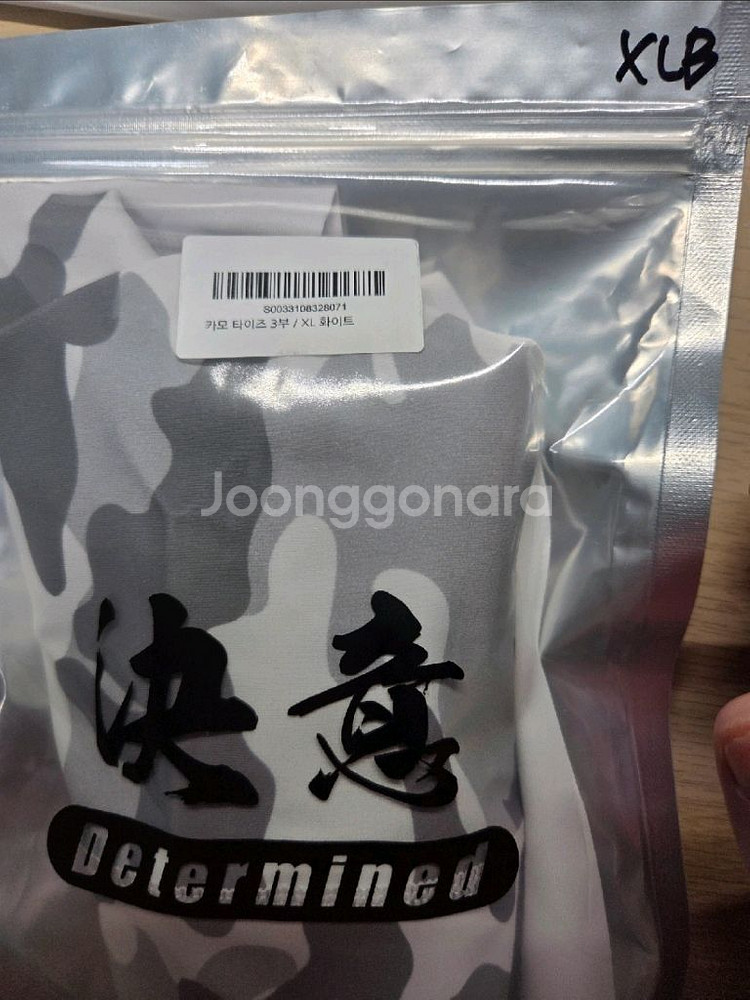 XLB
S0033108328071
카모 타이즈 3부 / XL 화이트
Joonggonara
決意
Determined